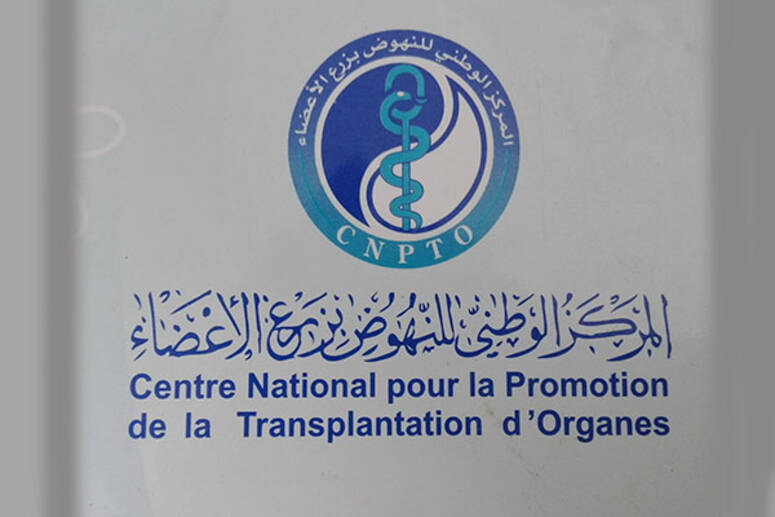 المركز الوطني للنهوض بزرع الأعضاء
CNPTO
المركز الوطني للنهوض بزرع الأعضاء
Centre National pour la Promotion
de la Transplantation d'Organes